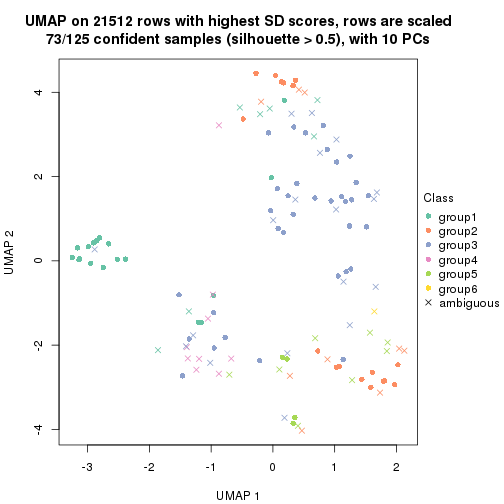 UMAP on 21512 rows with highest SD scores, rows are scaled
73/125 confident samples (silhouette > 0.5), with 10 PCs
4
2
0
-2
-4
UMAP 2
-3
-2
-1
0
1
2
UMAP 1
Class
group1
group2
group3
group4
group5
group6
ambiguous